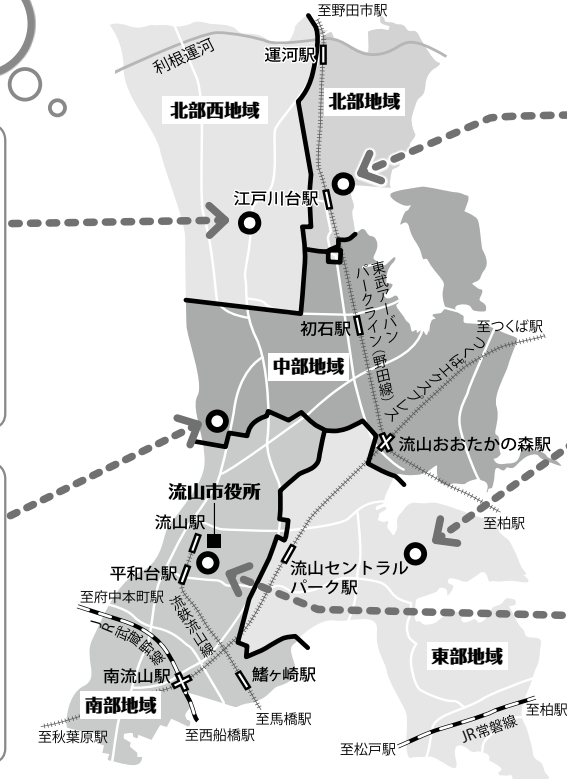 至野田市駅
運河駅
利根運河
北部西地域
北部地域
江戸川台駅
東武アーバン
パークライン(野田線)
初石駅
至つくば駅
つくばエクスプレス
中部地域
流山おおたかの森駅
流山市役所
流山駅
至柏駅
平和台駅
流山セントラル
パーク駅
至府中本町駅
流鉄流山線
JR武蔵野線
東部地域
南流山駅
鰭ヶ崎駅
南部地域
至柏駅
至馬橋駅
JR常磐線
至秋葉原駅
至西船橋駅
至松戸駅